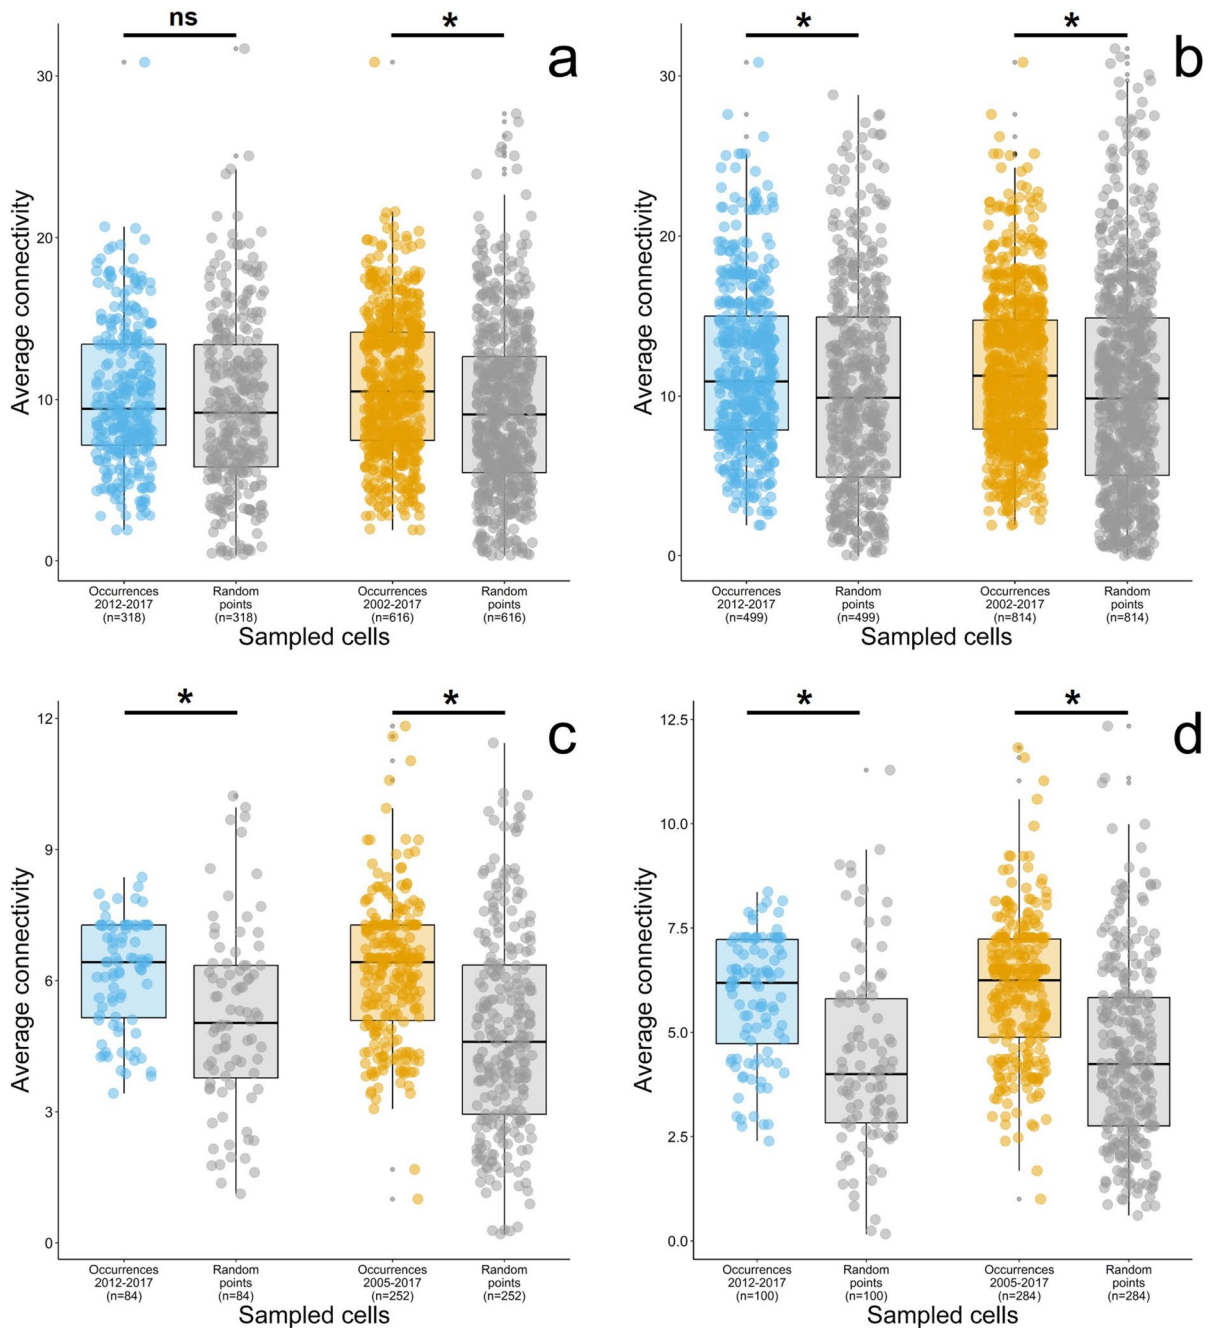 ns
*
a
30
20
10
0
Average connectivity
Occurrences
2012-2017
(n=318)
Random
points
(n=318)
Occurrences
2002-2017
(n=616)
Random
points
(n=616)
Sampled cells
*
*
b
30
20
10
0
Average connectivity
Occurrences
2012-2017
(n=499)
Random
points
(n=499)
Occurrences
2002-2017
(n=814)
Random
points
(n=814)
Sampled cells
*
*
c
12
9
6
3
0
Average connectivity
Occurrences
2012-2017
(n=84)
Random
points
(n=84)
Occurrences
2005-2017
(n=252)
Random
points
(n=252)
Sampled cells
*
*
d
12.5
10.0
7.5
5.0
2.5
0.0
Average connectivity
Occurrences
2012-2017
(n=100)
Random
points
(n=100)
Occurrences
2005-2017
(n=284)
Random
points
(n=284)
Sampled cells